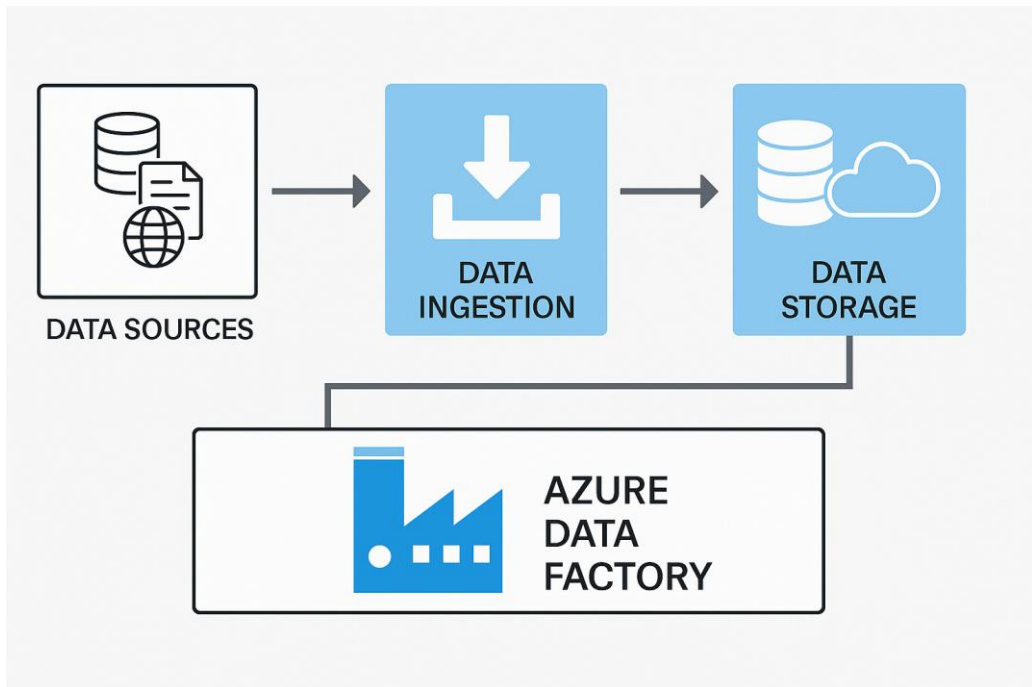 DATA SOURCES
DATA
INGESTION
DATA
STORAGE
AZURE
DATA
FACTORY